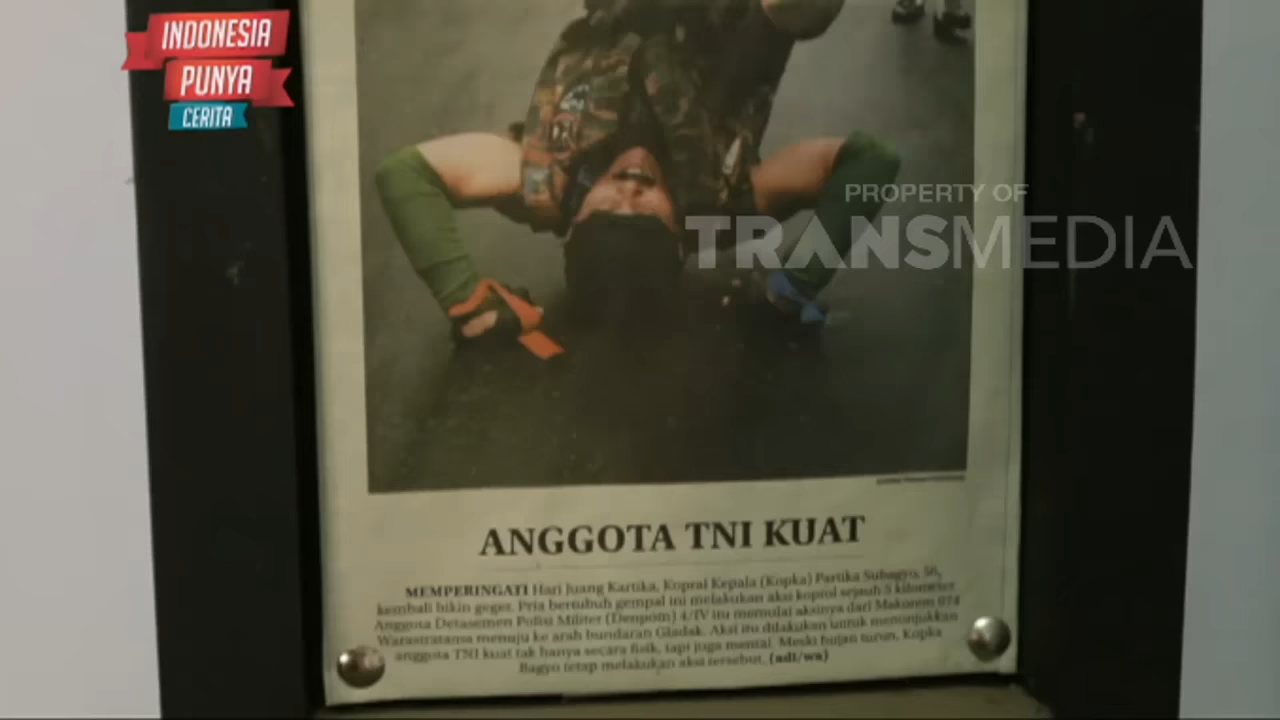 INDONESIA
PUNYA
CERITA
PROPERTY OF
TRANSMEDIA
ANGGOTA TNI KUAT
MEMPERINGATI Hari Juang Kartika, Kopral Kepala (Kopka) Partika Subagyo, 56,
kembali bikin geger. Pria bertubuh gempal ini melakukan aksi koprol sejauh 5 kilometer
Anggota Detasemen Polisi Militer (Denpom) 4/IV itu memulai aksinya dari Makorem 074
Warastratama menuju ke arah bundaran Gladak. Aksi itu dilakukan untuk menunjukkan
anggota TNI kuat tak hanya secara fisik, tapi juga mental. Meski hujan turun, Kopka
Bagyo tetap melakukan aksi tersebut. (adi/wa)